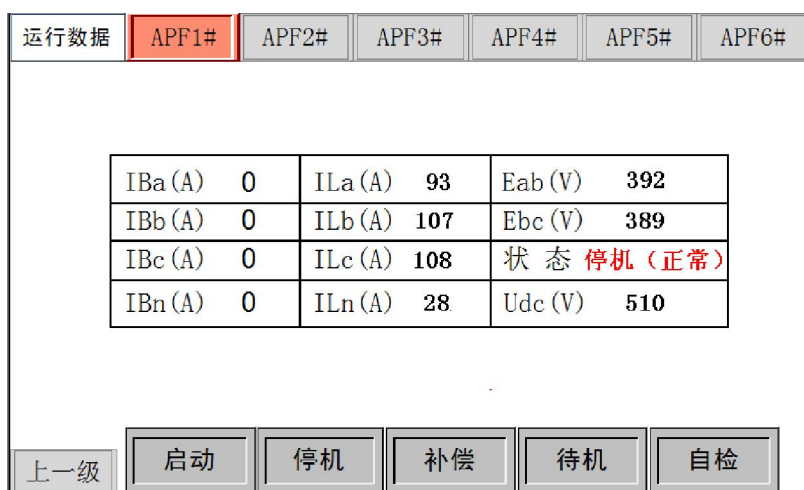 运行数据 APF1# APF2# APF3# APF4# APF5# APF6#
IBa(A) 0 ILa(A) 93 Eab(V) 392
IBb(A) 0 ILb(A) 107 Ebc(V) 389
IBc(A) 0 ILc(A) 108 状 态 停机（正常）
IBn(A) 0 ILn(A) 28 Udc(V) 510
上一级 启动 停机 补偿 待机 自检